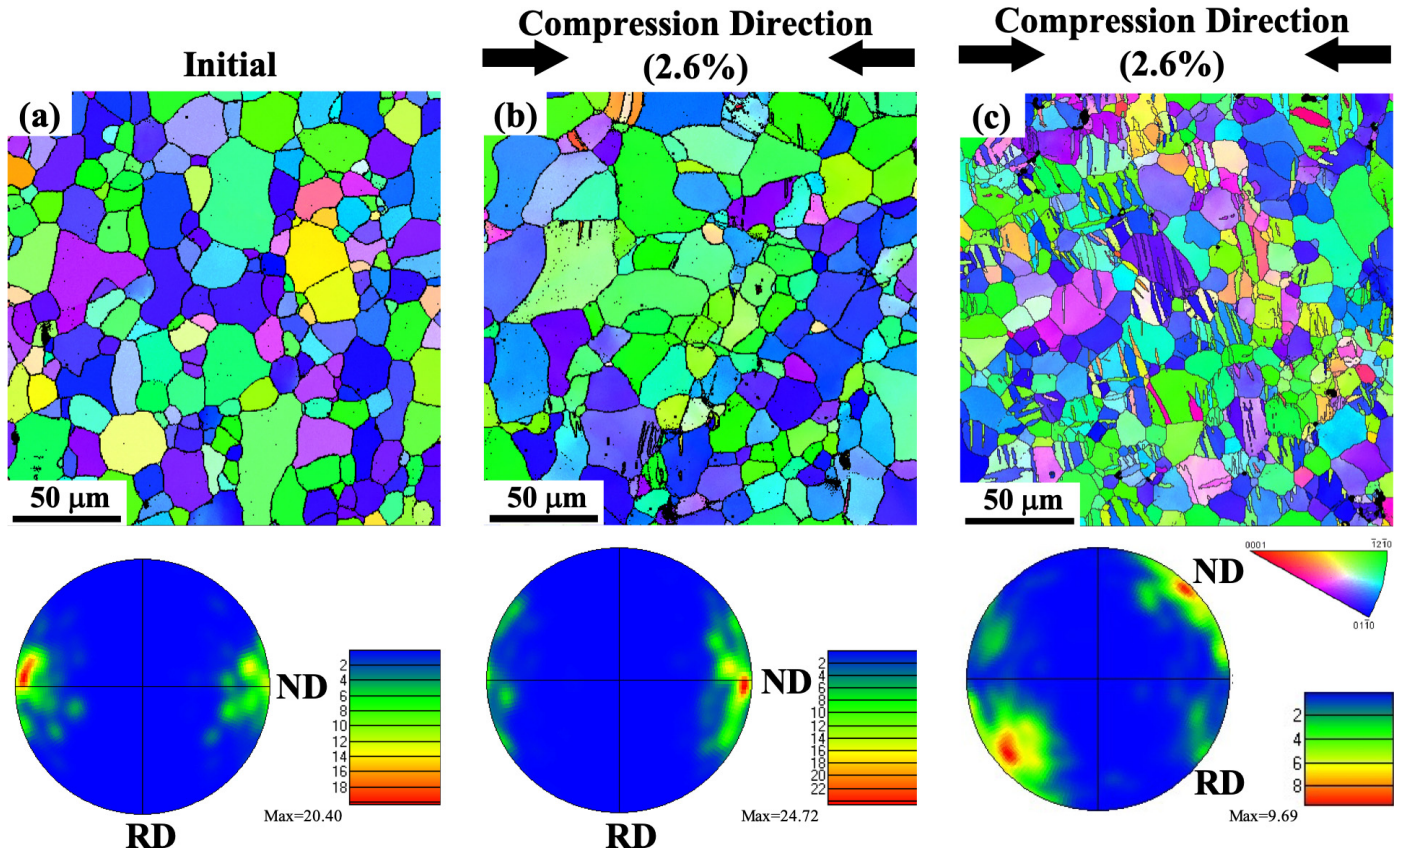 Initial
Compression Direction
(2.6%)
Compression Direction
(2.6%)
(a)
(b)
(c)
50 μm
50 μm
50 μm
ND
RD
2
4
6
8
10
12
14
16
18
Max=20.40
ND
RD
2
4
6
8
10
12
14
16
18
20
22
Max=24.72
ND
RD
0001
1̅21̅0
011̅0
2
4
6
8
Max=9.69